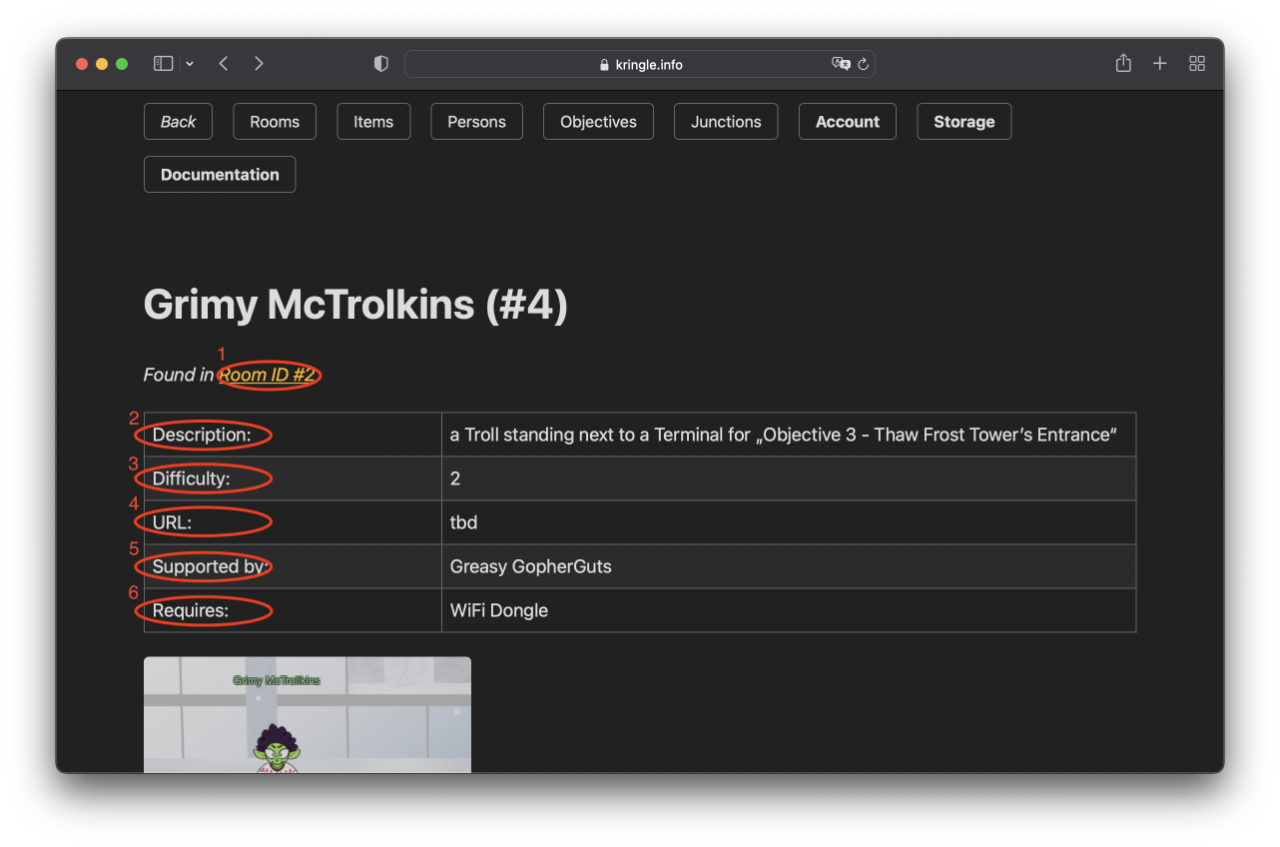 kringle.info
Back Rooms Items Persons Objectives Junctions Account Storage
Documentation
Grimy McTrolkins (#4)
1
Found in Room ID #2
2
Description: a Troll standing next to a Terminal for „Objective 3 - Thaw Frost Tower's Entrance“
3
Difficulty: 2
4
URL: tbd
5
Supported by: Greasy GopherGuts
6
Requires: WiFi Dongle
Grimy McTrolkins